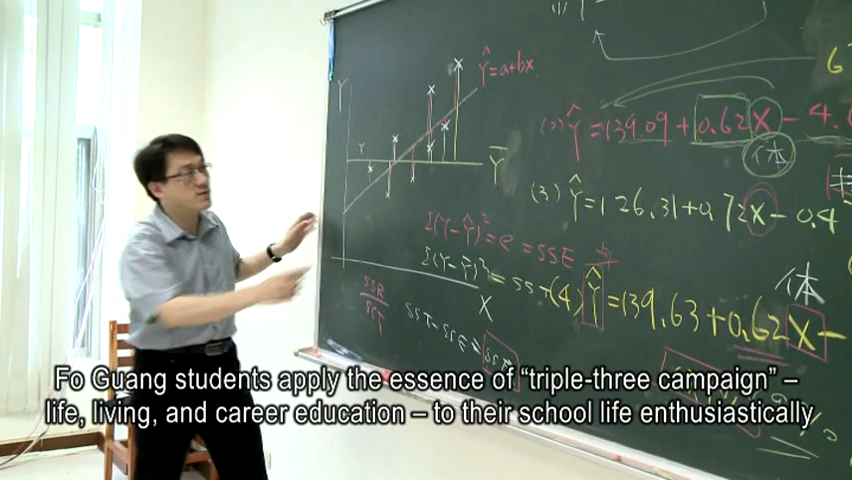 Ŷ=a+bx
Y
Y
Ȳ
X
(2) Ŷ=139.09+0.62X-4.6
体
(3) Ŷ=126.31+0.72X-0.4
Σ(Y-Ŷ)²=e=SSE
Σ(Y-Ȳ)²=SST
体
(4) Ŷ=139.63+0.62X-
SSR
SST
SST-SSE=SSR
Fo Guang students apply the essence of “triple-three campaign” –
life, living, and career education – to their school life enthusiastically